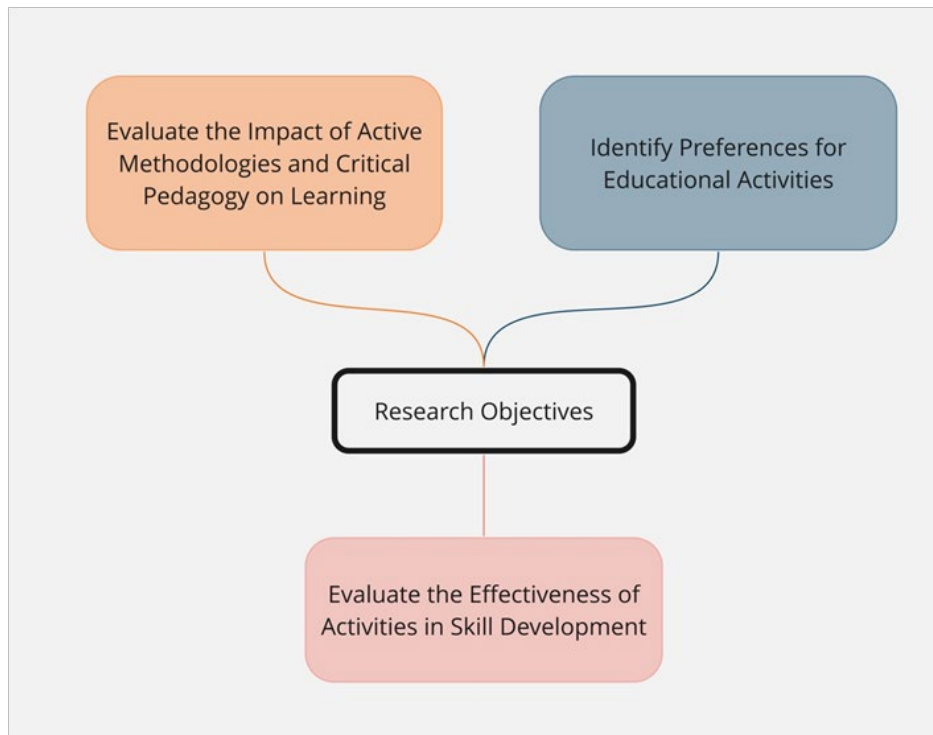 Evaluate the Impact of Active
Methodologies and Critical
Pedagogy on Learning
Identify Preferences for
Educational Activities
Research Objectives
Evaluate the Effectiveness of
Activities in Skill Development